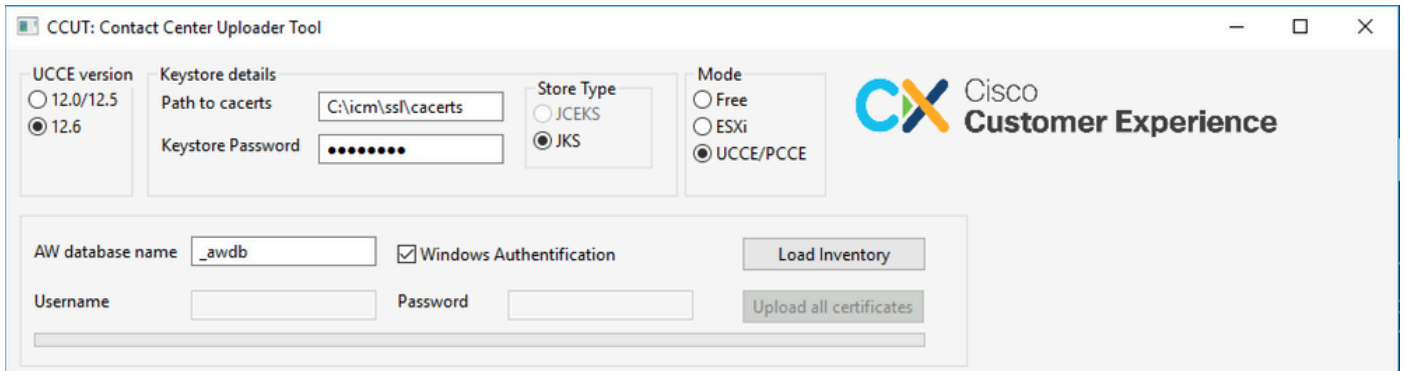 CCUT: Contact Center Uploader Tool
UCCE version
12.0/12.5
12.6
Keystore details
Path to cacerts C:\icm\ssl\cacerts
Keystore Password ••••••••
Store Type
JCEKS
JKS
Mode
Free
ESXi
UCCE/PCCE
CX Cisco
Customer Experience
AW database name _awdb Windows Authentification Load Inventory
Username Password Upload all certificates